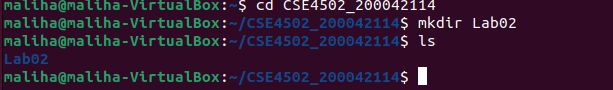 maliha@maliha-VirtualBox:~$ cd CSE4502_200042114
maliha@maliha-VirtualBox:~/CSE4502_200042114$ mkdir Lab02
maliha@maliha-VirtualBox:~/CSE4502_200042114$ ls
Lab02
maliha@maliha-VirtualBox:~/CSE4502_200042114$